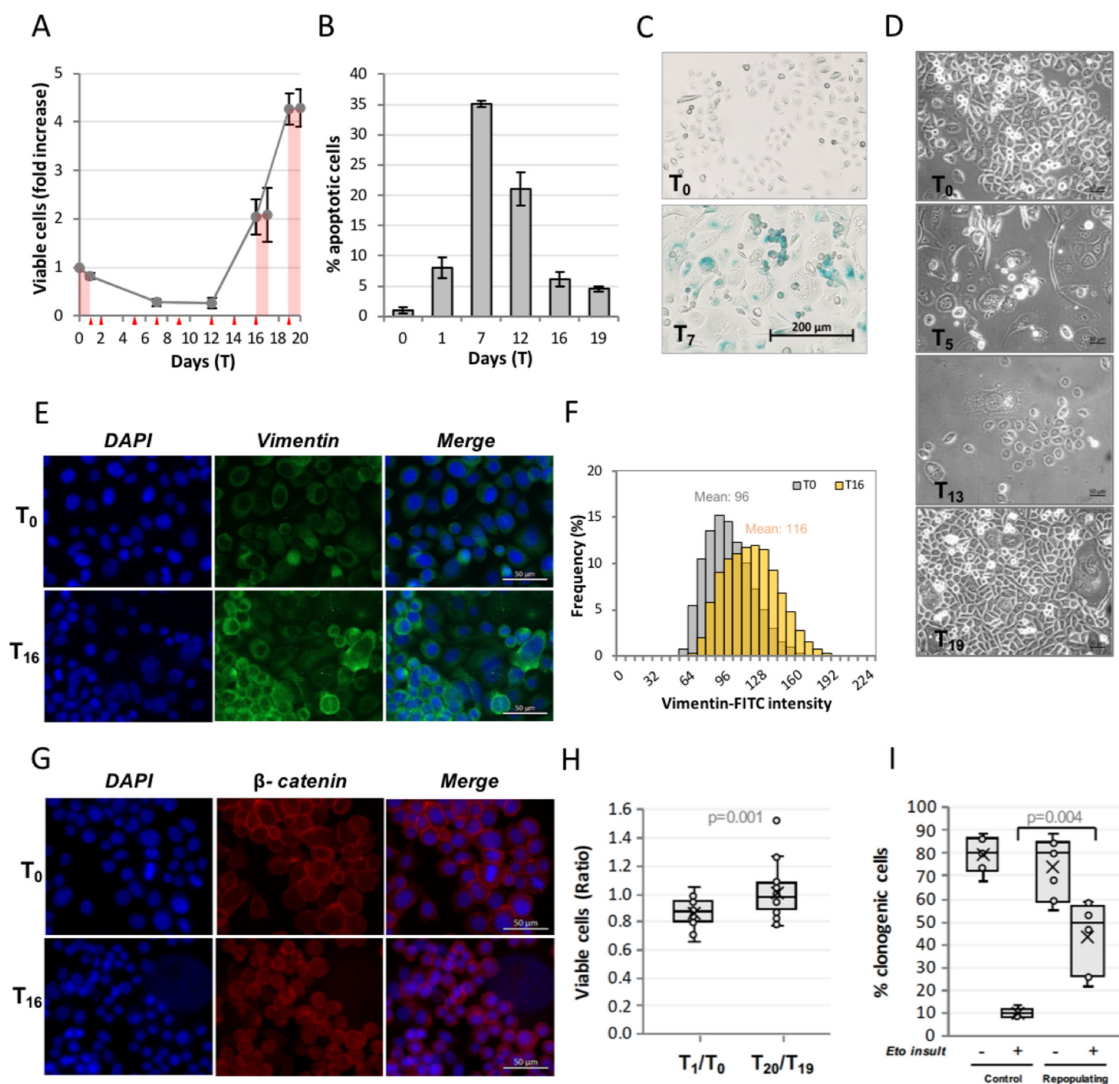 A
B
C
D
Viable cells (fold increase)
5
4
3
2
1
0
0 2 4 6 8 10 12 14 16 18 20
Days (T)
% apoptotic cells
40
35
30
25
20
15
10
5
0
0 1 7 12 16 19
Days (T)
T0
T7
200 µm
T0
T5
T13
50 µm
T19
E
DAPI Vimentin Merge
T0
50 µm
T16
50 µm
F
Frequency (%)
20
15
10
5
0
T0 T16
Mean: 96
Mean: 116
0 32 64 96 128 160 192 224
Vimentin-FITC intensity
G
DAPI β- catenin Merge
T0
50 µm
T16
50 µm
H
Viable cells (Ratio)
1.6
1.4
1.2
1.0
0.8
0.6
0.4
0.2
0.0
p=0.001
T1/T0 T20/T19
I
% clonogenic cells
100
90
80
70
60
50
40
30
20
10
0
p=0.004
Eto insult - + - +
Control Repopulating